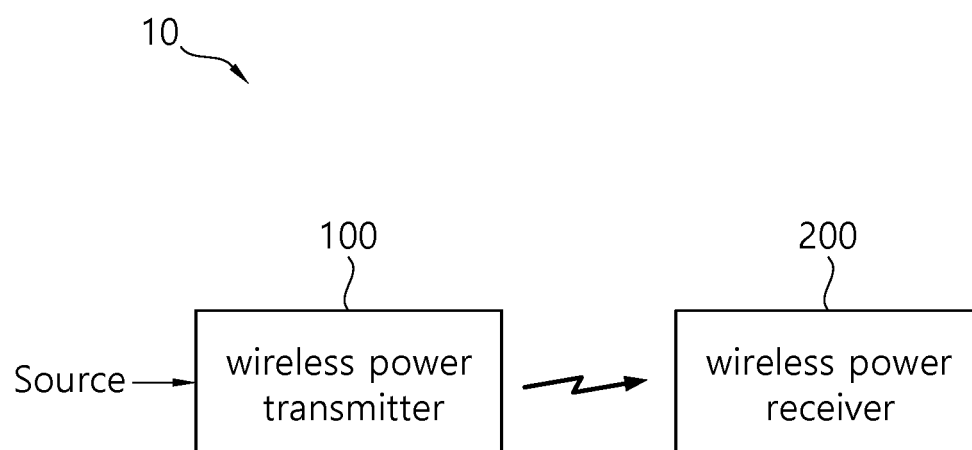 10
100
200
Source
wireless power
transmitter
wireless power
receiver